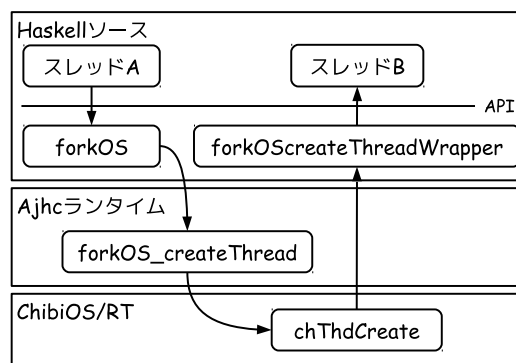 Haskellソース
スレッドA
スレッドB
API
forkOS
forkOScreateThreadWrapper
Ajhcランタイム
forkOS_createThread
ChibiOS/RT
chThdCreate